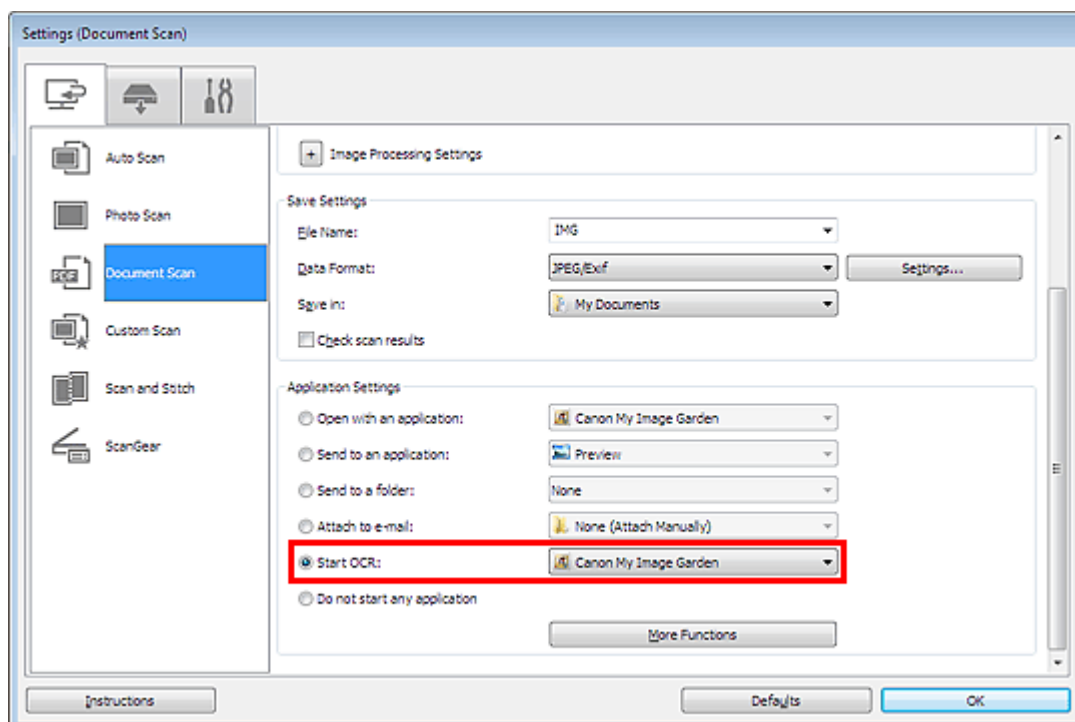 Settings (Document Scan)
Auto Scan
Photo Scan
PDF
Document Scan
Custom Scan
Scan and Stitch
ScanGear
+ Image Processing Settings
Save Settings
File Name: IMG
Data Format: JPEG/Exif Settings...
Save in: My Documents
Check scan results
Application Settings
Open with an application: Canon My Image Garden
Send to an application: Preview
Send to a folder: None
Attach to e-mail: None (Attach Manually)
Start OCR: Canon My Image Garden
Do not start any application
More Functions
Instructions Defaults OK